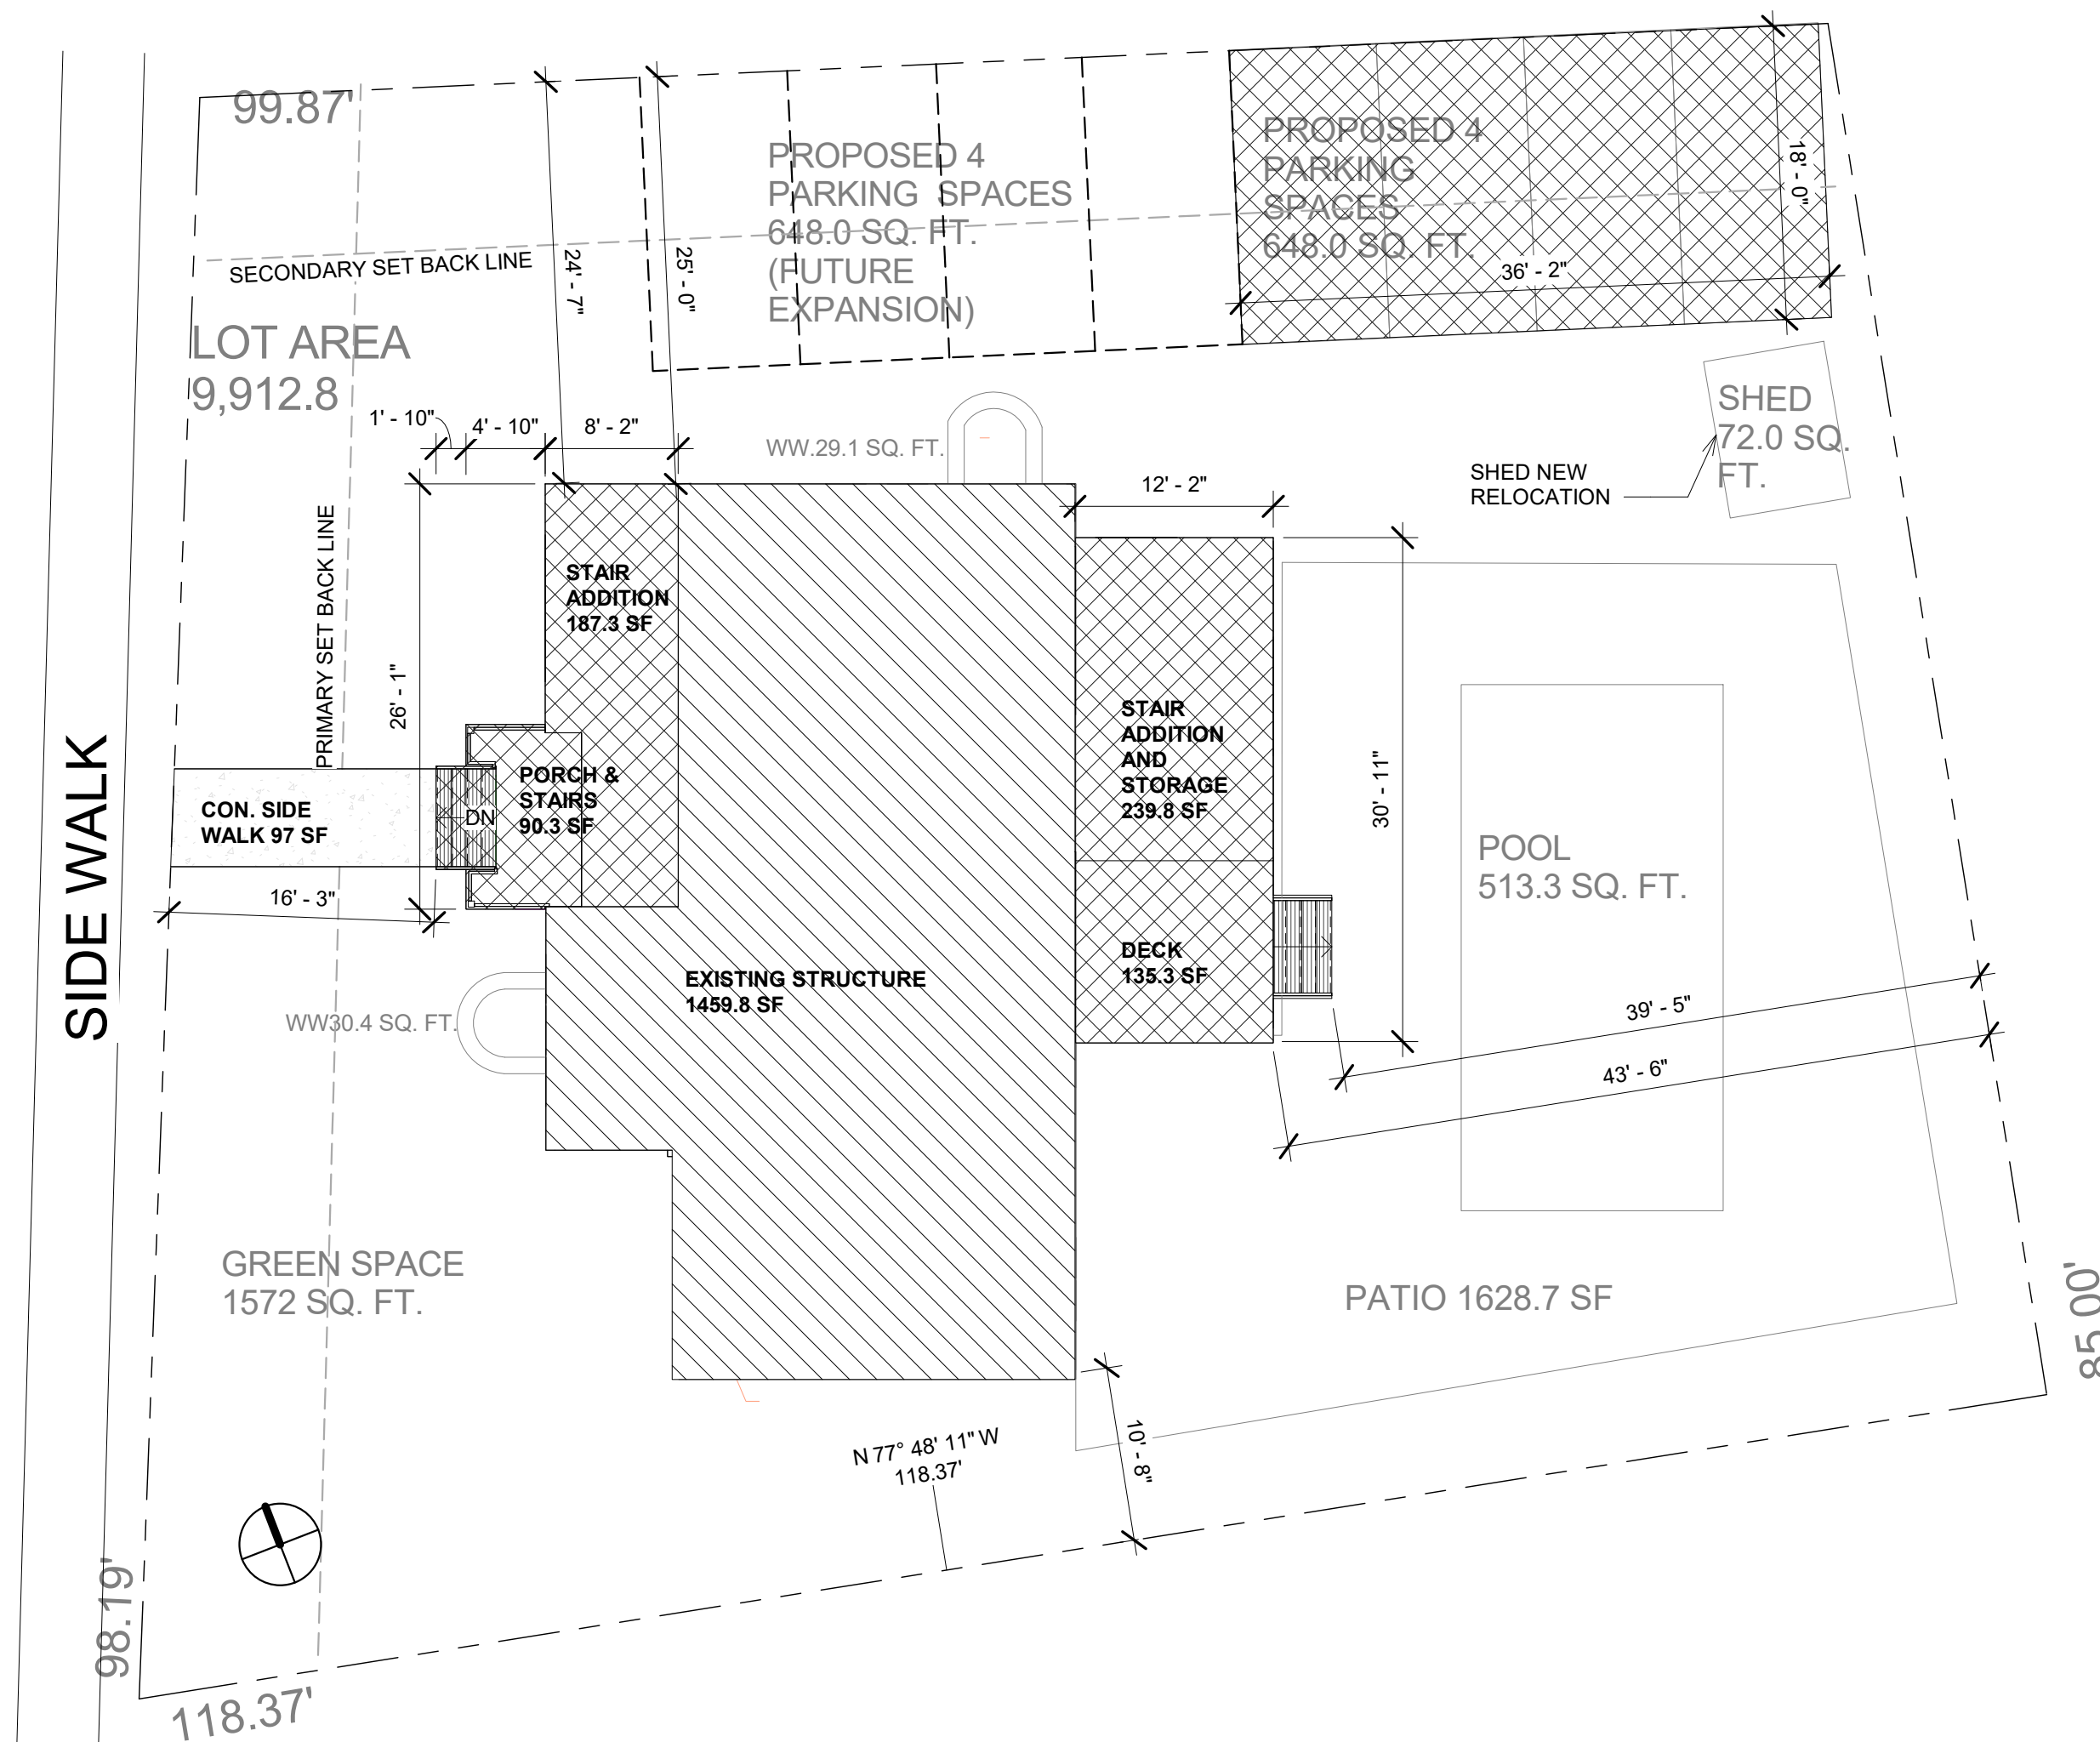 99.87'
PROPOSED 4
PARKING SPACES
648.0 SQ. FT.
(FUTURE
EXPANSION)
PROPOSED 4
PARKING
SPACES
648.0 SQ. FT.
18' - 0"
36' - 2"
SECONDARY SET BACK LINE
24' - 7"
25' - 0"
LOT AREA
9,912.8
1' - 10"
4' - 10"
8' - 2"
WW.29.1 SQ. FT.
SHED
72.0 SQ.
FT.
SHED NEW
RELOCATION
12' - 2"
PRIMARY SET BACK LINE
26' - 1"
STAIR
ADDITION
187.3 SF
STAIR
ADDITION
AND
STORAGE
239.8 SF
30' - 11"
SIDE WALK
CON. SIDE
WALK 97 SF
DN
PORCH &
STAIRS
90.3 SF
16' - 3"
POOL
513.3 SQ. FT.
DECK
135.3 SF
EXISTING STRUCTURE
1459.8 SF
WW30.4 SQ. FT.
39' - 5"
43' - 6"
GREEN SPACE
1572 SQ. FT.
PATIO 1628.7 SF
85.00'
10' - 8"
N 77° 48' 11" W
118.37'
98.19'
118.37'